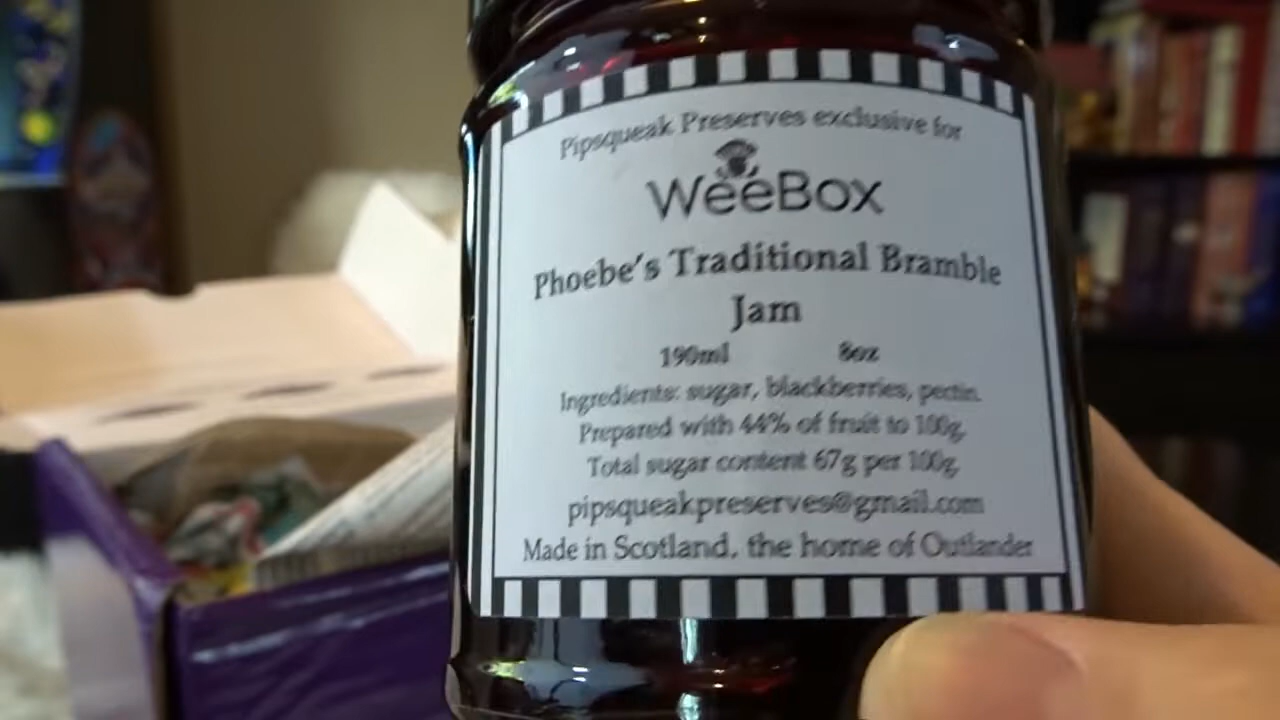 Pipsqueak Preserves exclusive for
WeeBox
Phoebe's Traditional Bramble
Jam
190ml 8oz
Ingredients: sugar, blackberries, pectin.
Prepared with 44% of fruit to 100g.
Total sugar content 67g per 100g.
pipsqueakpreserves@gmail.com
Made in Scotland, the home of Outlander